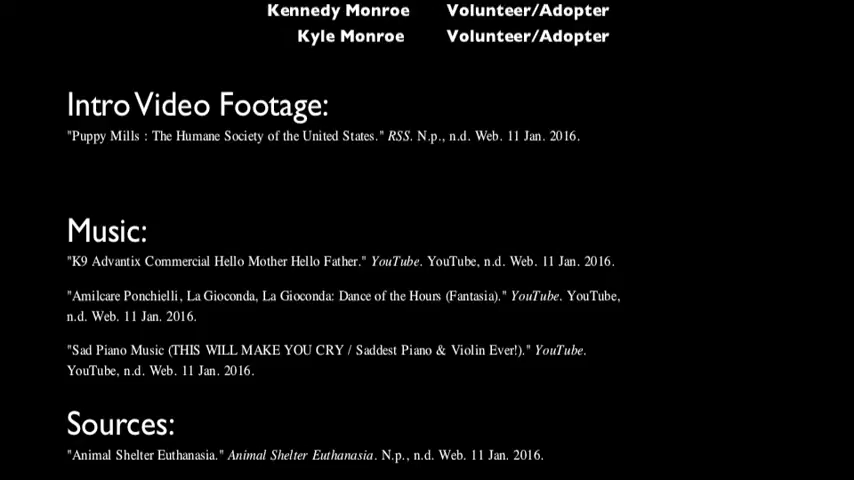 Kennedy Monroe Volunteer/Adopter
Kyle Monroe Volunteer/Adopter
Intro Video Footage:
"Puppy Mills : The Humane Society of the United States." RSS. N.p., n.d. Web. 11 Jan. 2016.
Music:
"K9 Advantix Commercial Hello Mother Hello Father." YouTube. YouTube, n.d. Web. 11 Jan. 2016.
"Amilcare Ponchielli, La Gioconda, La Gioconda: Dance of the Hours (Fantasia)." YouTube. YouTube,
n.d. Web. 11 Jan. 2016.
"Sad Piano Music (THIS WILL MAKE YOU CRY / Saddest Piano & Violin Ever!)." YouTube.
YouTube, n.d. Web. 11 Jan. 2016.
Sources:
"Animal Shelter Euthanasia." Animal Shelter Euthanasia. N.p., n.d. Web. 11 Jan. 2016.